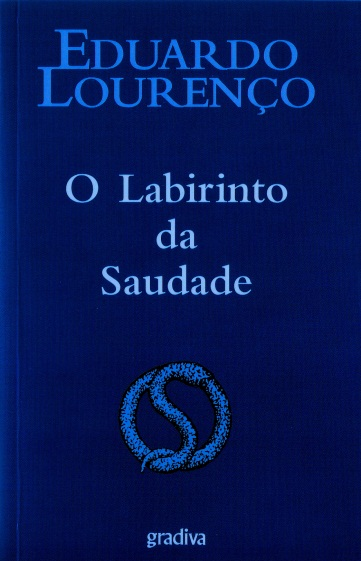 EDUARDO
LOURENÇO
O Labirinto
da
Saudade
gradiva